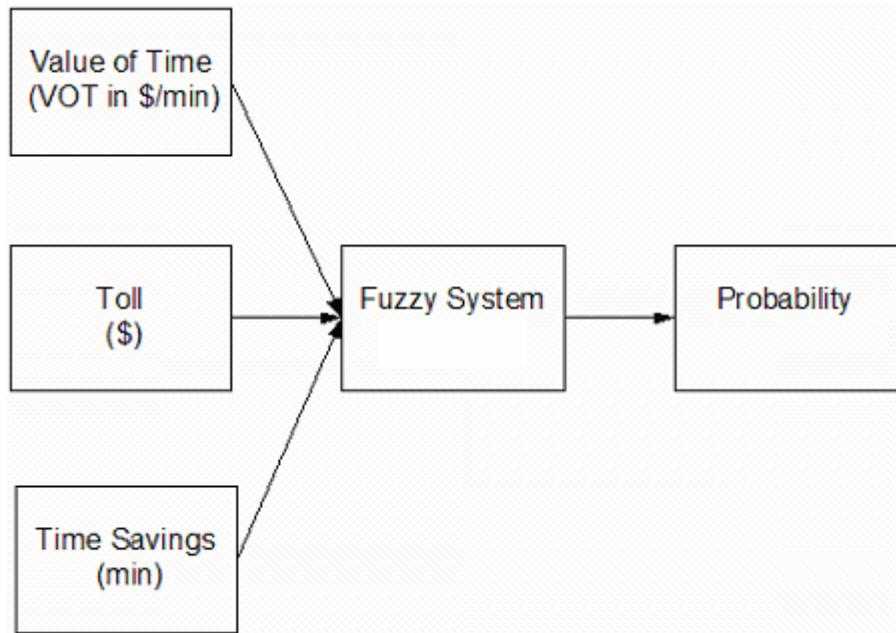 Value of Time
(VOT in $/min)
Toll
($)
Fuzzy System
Probability
Time Savings
(min)